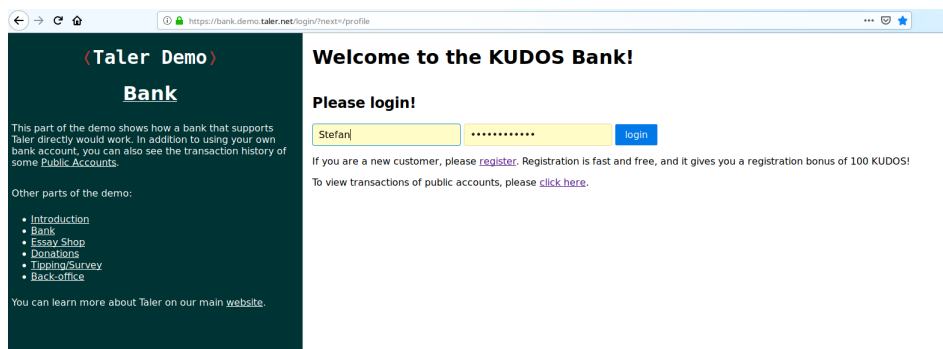 https://bank.demo.taler.net/login/?next=/profile
❬Taler Demo❭
Bank
This part of the demo shows how a bank that supports
Taler directly would work. In addition to using your own
bank account, you can also see the transaction history of
some Public Accounts.
Other parts of the demo:
• Introduction
• Bank
• Essay Shop
• Donations
• Tipping/Survey
• Back-office
You can learn more about Taler on our main website.
Welcome to the KUDOS Bank!
Please login!
Stefan •••••••••••• login
If you are a new customer, please register. Registration is fast and free, and it gives you a registration bonus of 100 KUDOS!
To view transactions of public accounts, please click here.